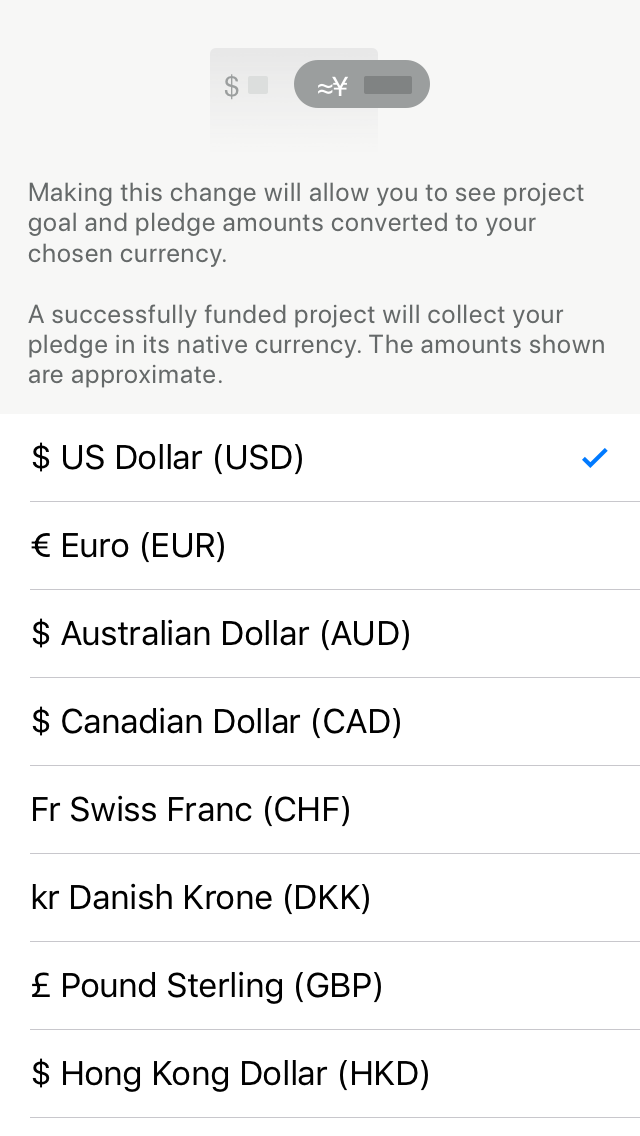 $ ≈¥
Making this change will allow you to see project
goal and pledge amounts converted to your
chosen currency.
A successfully funded project will collect your
pledge in its native currency. The amounts shown
are approximate.
$ US Dollar (USD)
€ Euro (EUR)
$ Australian Dollar (AUD)
$ Canadian Dollar (CAD)
Fr Swiss Franc (CHF)
kr Danish Krone (DKK)
£ Pound Sterling (GBP)
$ Hong Kong Dollar (HKD)